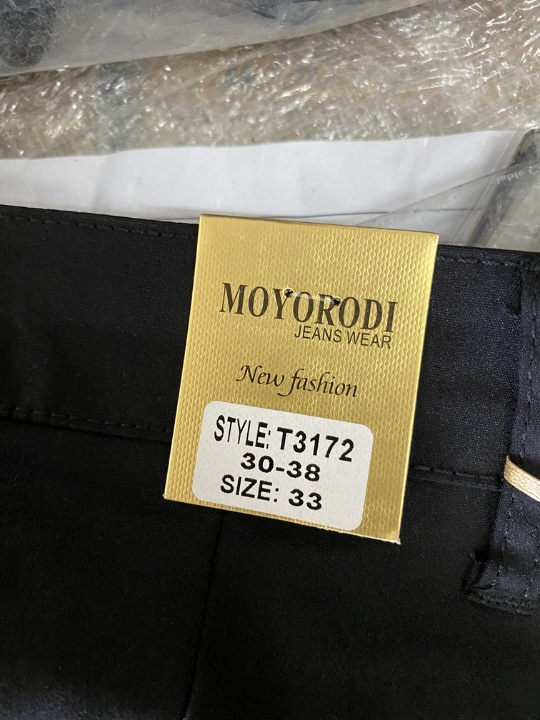 MOYORODI
JEANS WEAR
New fashion
STYLE: T3172
30-38
SIZE: 33